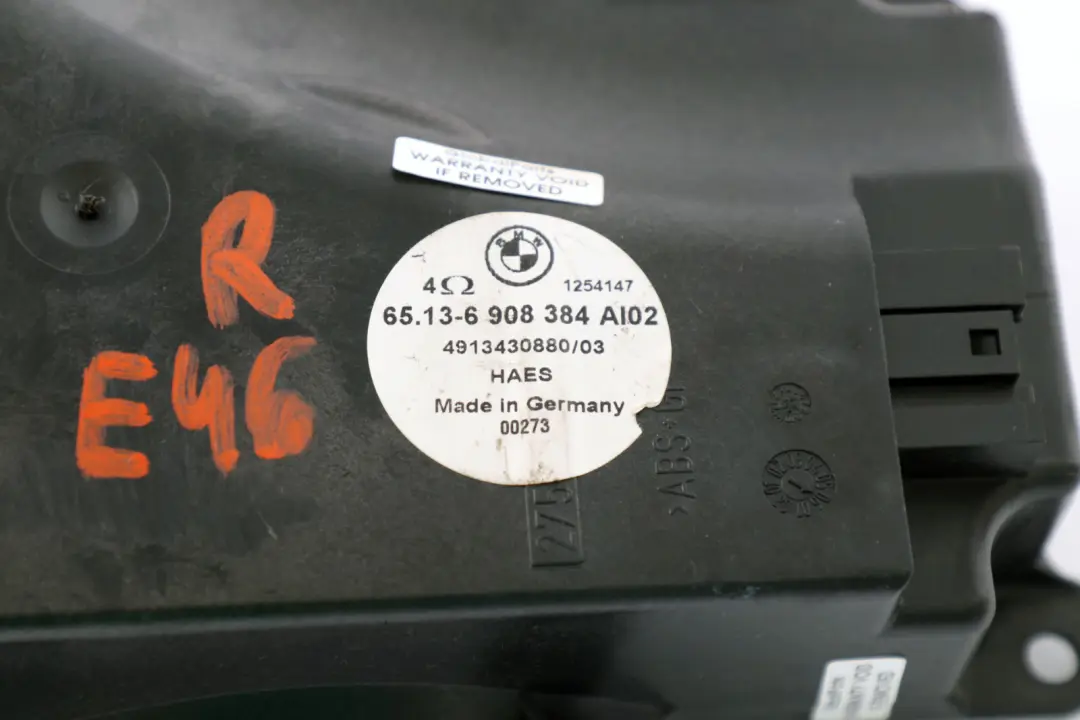 WARRANTY VOID
IF REMOVED
R
E46
BMW
4Ω 1254147
65.13-6 908 384 AI02
4913430880/03
HAES
Made in Germany
00273
275
>ABS